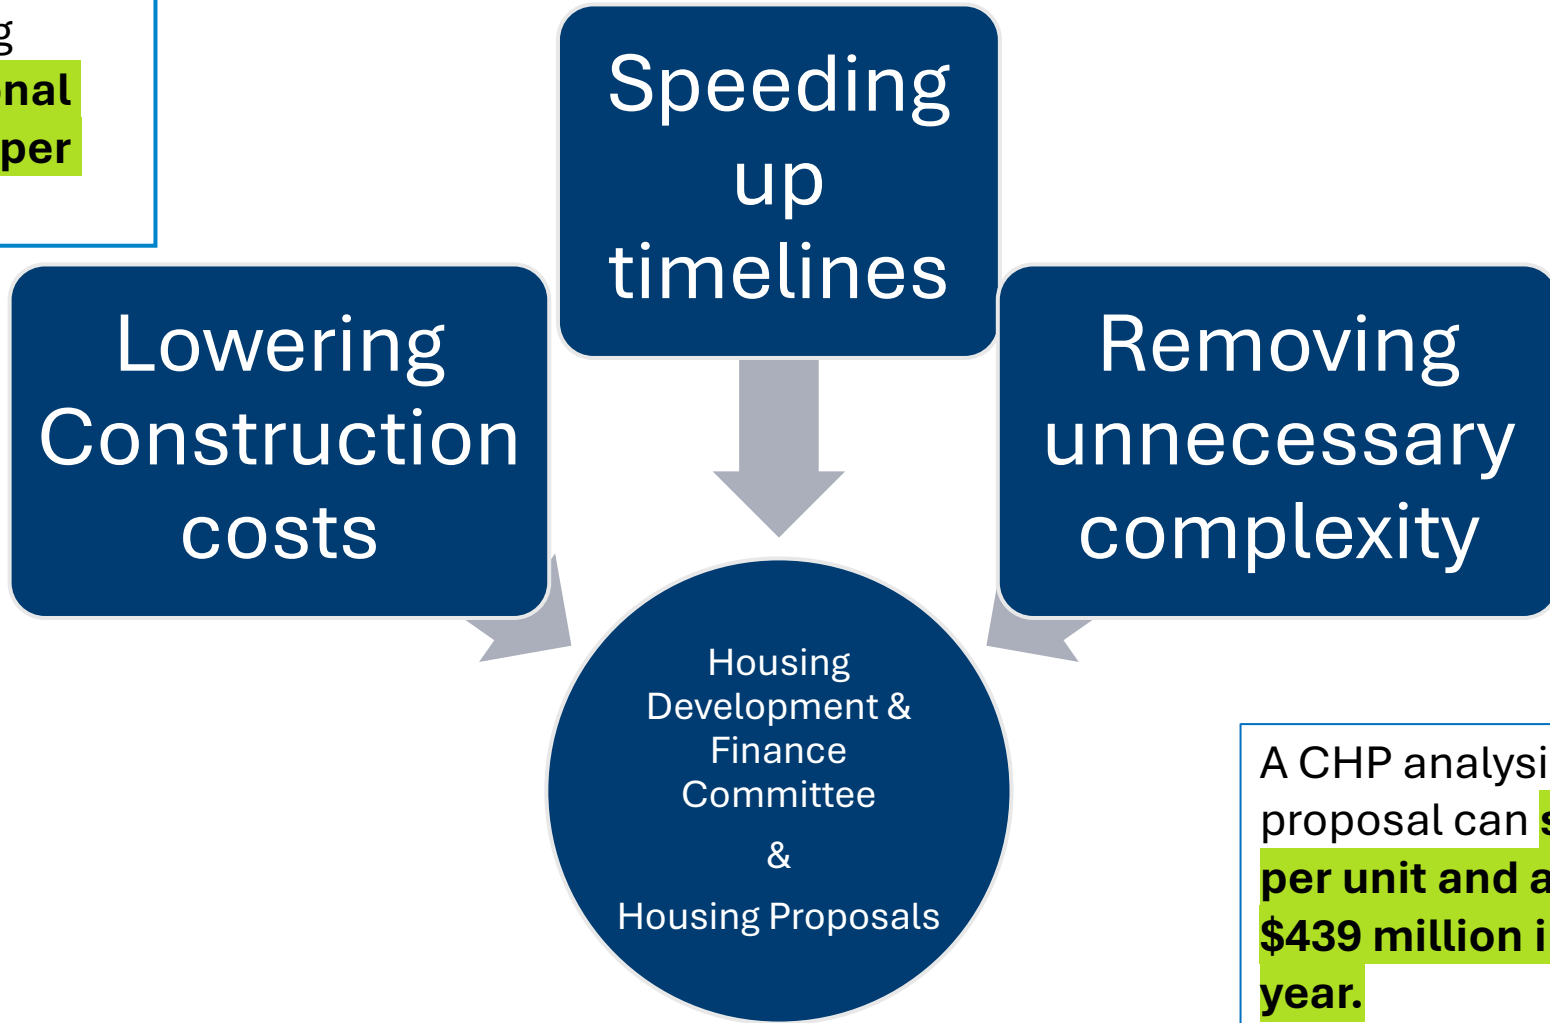 g
onal
per
Speeding
up
timelines
Lowering
Construction
costs
Removing
unnecessary
complexity
Housing
Development &
Finance
Committee
&
Housing Proposals
A CHP analysi
proposal can s
per unit and a
$439 million i
year.